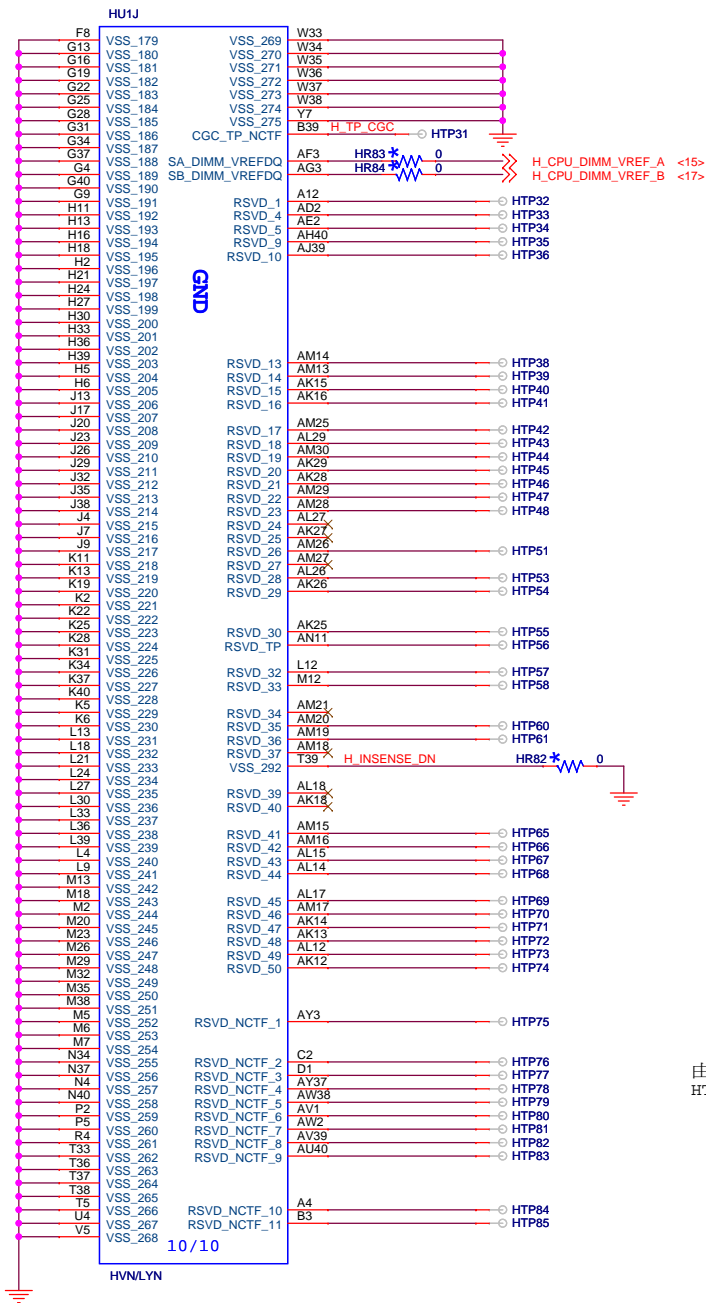 HU1J
F8 VSS_179 VSS_269 W33
G13 VSS_180 VSS_270 W34
G16 VSS_181 VSS_271 W35
G19 VSS_182 VSS_272 W36
G22 VSS_183 VSS_273 W37
G25 VSS_184 VSS_274 W38
G28 VSS_185 VSS_275 Y7
G31 VSS_186 CGC_TP_NCTF B39 H_TP_CGC HTP31
G34 VSS_187
G37 VSS_188 SA_DIMM_VREFDQ AF3 HR83 * 0 H_CPU_DIMM_VREF_A <15>
G4 VSS_189 SB_DIMM_VREFDQ AG3 HR84 * 0 H_CPU_DIMM_VREF_B <17>
G40 VSS_190
G9 VSS_191 RSVD_1 A12 HTP32
H11 VSS_192 RSVD_4 AD2 HTP33
H13 VSS_193 RSVD_5 AE2 HTP34
H16 VSS_194 RSVD_9 AH40 HTP35
H18 VSS_195 RSVD_10 AJ39 HTP36
H2 VSS_196
H21 VSS_197
H24 VSS_198
H27 VSS_199
H30 VSS_200
H33 VSS_201
H36 VSS_202
GND
H39 VSS_203 RSVD_13 AM14 HTP38
H5 VSS_204 RSVD_14 AM13 HTP39
H6 VSS_205 RSVD_15 AK15 HTP40
J13 VSS_206 RSVD_16 AK16 HTP41
J17 VSS_207
J20 VSS_208 RSVD_17 AM25 HTP42
J23 VSS_209 RSVD_18 AL29 HTP43
J26 VSS_210 RSVD_19 AM30 HTP44
J29 VSS_211 RSVD_20 AK29 HTP45
J32 VSS_212 RSVD_21 AK28 HTP46
J35 VSS_213 RSVD_22 AM29 HTP47
J38 VSS_214 RSVD_23 AM28 HTP48
J4 VSS_215 RSVD_24 AL27
J7 VSS_216 RSVD_25 AK27
J9 VSS_217 RSVD_26 AM26 HTP51
K11 VSS_218 RSVD_27 AM27
K13 VSS_219 RSVD_28 AL26 HTP53
K19 VSS_220 RSVD_29 AK26 HTP54
K2 VSS_221
K22 VSS_222
K25 VSS_223 RSVD_30 AK25 HTP55
K28 VSS_224 RSVD_TP AN11 HTP56
K31 VSS_225
K34 VSS_226 RSVD_32 L12 HTP57
K37 VSS_227 RSVD_33 M12 HTP58
K40 VSS_228
K5 VSS_229 RSVD_34 AM21
K6 VSS_230 RSVD_35 AM20 HTP60
L13 VSS_231 RSVD_36 AM19 HTP61
L18 VSS_232 RSVD_37 AM18
L21 VSS_233 VSS_292 T39 H_INSENSE_DN HR82 * 0
L24 VSS_234
L27 VSS_235 RSVD_39 AL18
L30 VSS_236 RSVD_40 AK18
L33 VSS_237
L36 VSS_238 RSVD_41 AM15 HTP65
L39 VSS_239 RSVD_42 AM16 HTP66
L4 VSS_240 RSVD_43 AL15 HTP67
L9 VSS_241 RSVD_44 AL14 HTP68
M13 VSS_242
M18 VSS_243 RSVD_45 AL17 HTP69
M2 VSS_244 RSVD_46 AM17 HTP70
M20 VSS_245 RSVD_47 AK14 HTP71
M23 VSS_246 RSVD_48 AK13 HTP72
M26 VSS_247 RSVD_49 AL12 HTP73
M29 VSS_248 RSVD_50 AK12 HTP74
M32 VSS_249
M35 VSS_250
M38 VSS_251
M5 VSS_252 RSVD_NCTF_1 AY3 HTP75
M6 VSS_253
M7 VSS_254
N34 VSS_255 RSVD_NCTF_2 C2 HTP76
N37 VSS_256 RSVD_NCTF_3 D1 HTP77
N4 VSS_257 RSVD_NCTF_4 AY37 HTP78
N40 VSS_258 RSVD_NCTF_5 AW38 HTP79
P2 VSS_259 RSVD_NCTF_6 AV1 HTP80
P5 VSS_260 RSVD_NCTF_7 AW2 HTP81
R4 VSS_261 RSVD_NCTF_8 AV39 HTP82
T33 VSS_262 RSVD_NCTF_9 AU40 HTP83
T36 VSS_263
T37 VSS_264
T38 VSS_265
T5 VSS_266 RSVD_NCTF_10 A4 HTP84
U4 VSS_267 RSVD_NCTF_11 B3 HTP85
V5 VSS_268
10/10
HVN/LYN